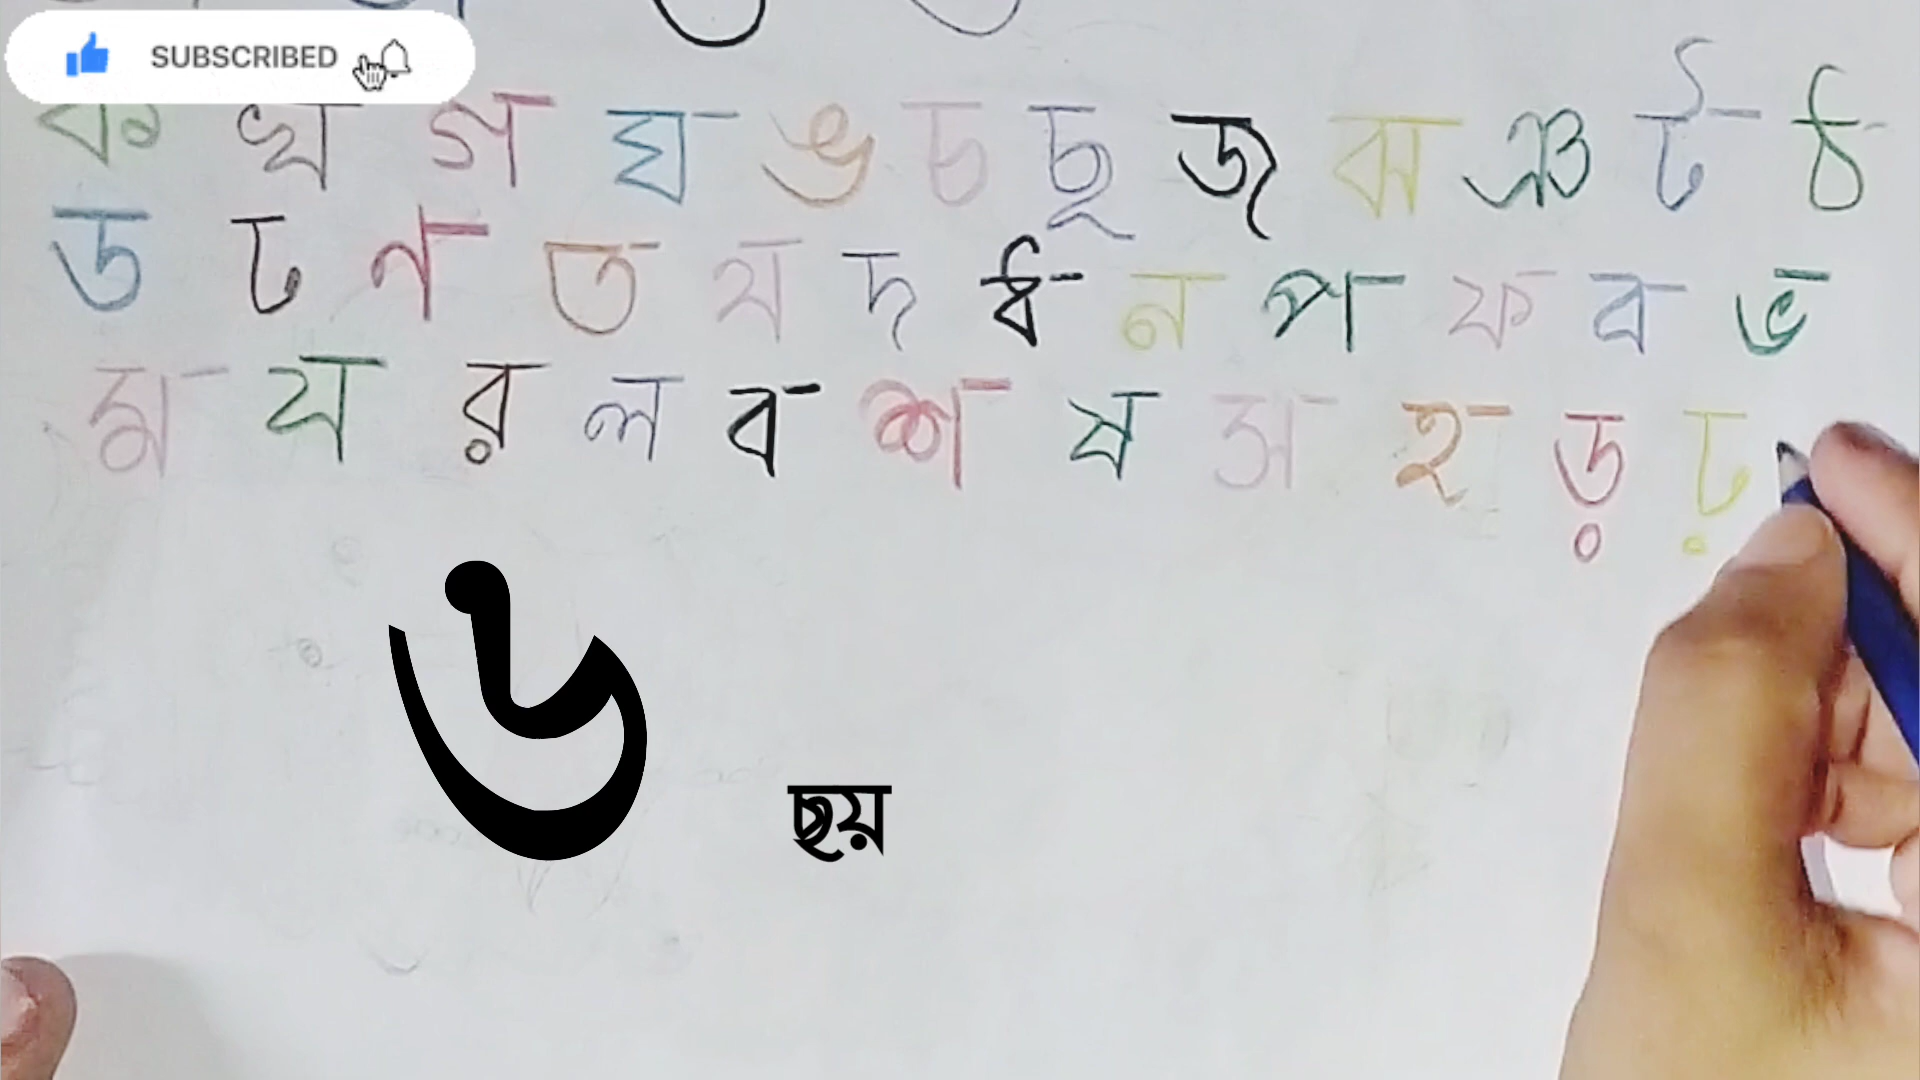 SUBSCRIBED
ক খ গ ঘ ঙ চ ছ জ ঝ ঞ ট ঠ
ড ঢ ণ ত থ দ ধ ন প ফ ব ভ
ম য র ল ব শ ষ স হ ড় ঢ়
৬
ছয়